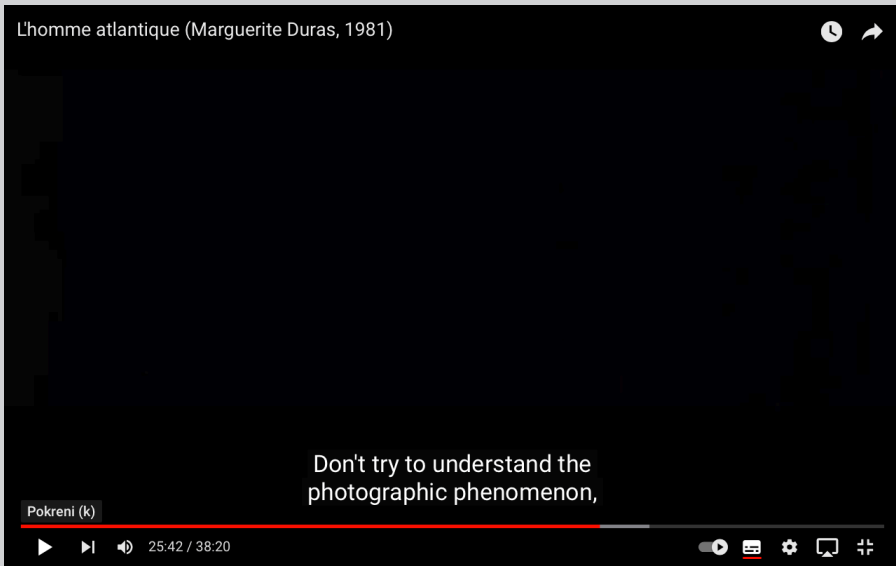 L'homme atlantique (Marguerite Duras, 1981)
Don't try to understand the
photographic phenomenon,
Pokreni (k)
25:42 / 38:20